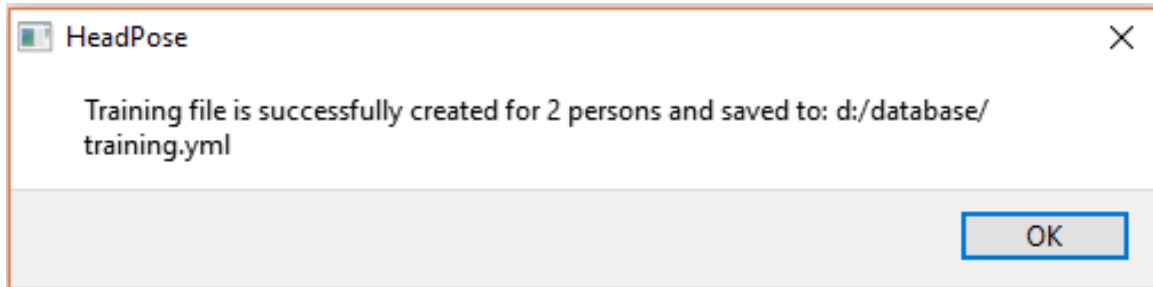 HeadPose
Training file is successfully created for 2 persons and saved to: d:/database/
training.yml
OK